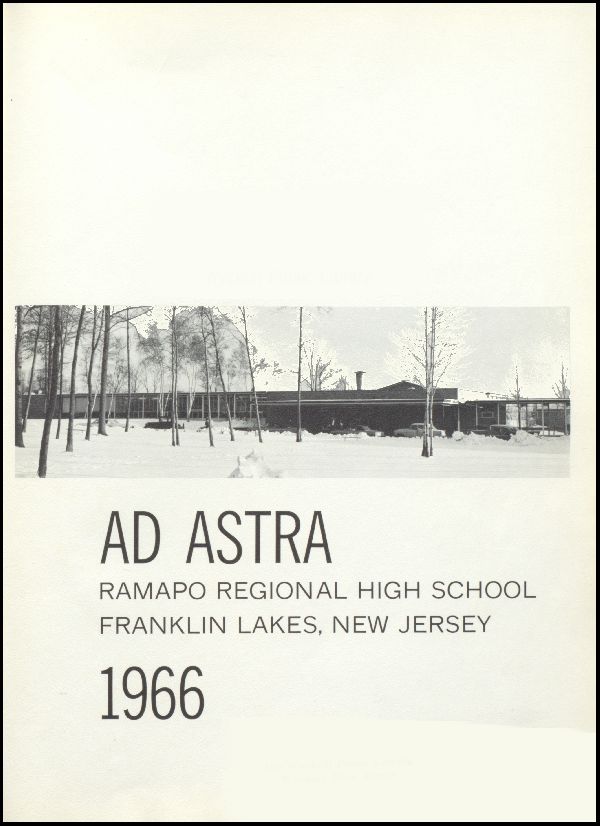 AD ASTRA
RAMAPO REGIONAL HIGH SCHOOL
FRANKLIN LAKES, NEW JERSEY
1966